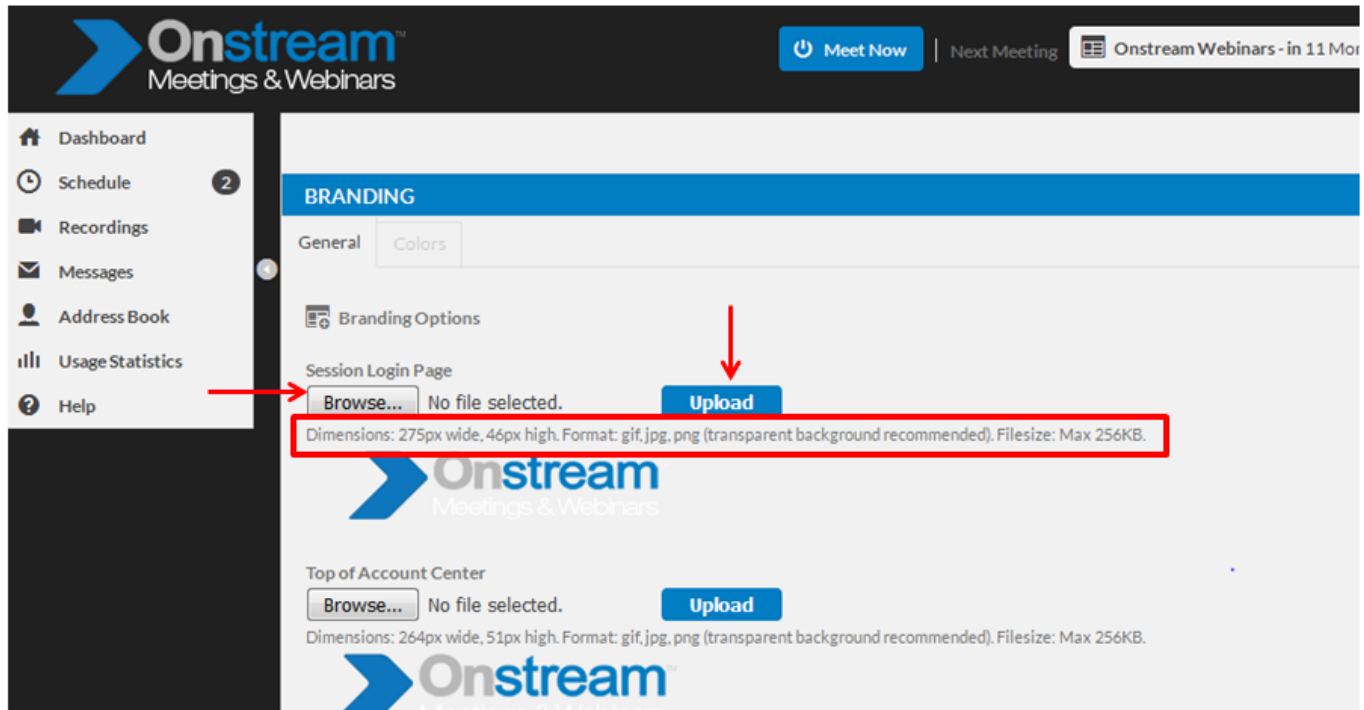 Onstream™
Meetings & Webinars
Meet Now | Next Meeting Onstream Webinars - in 11 Mor
Dashboard
Schedule 2
Recordings
Messages
Address Book
Usage Statistics
Help
BRANDING
General Colors
Branding Options
Session Login Page
Browse... No file selected. Upload
Dimensions: 275px wide, 46px high. Format: gif, jpg, png (transparent background recommended). Filesize: Max 256KB.
Onstream
Meetings & Webinars
Top of Account Center
Browse... No file selected. Upload
Dimensions: 264px wide, 51px high. Format: gif, jpg, png (transparent background recommended). Filesize: Max 256KB.
Onstream™
Meetings & Webinars